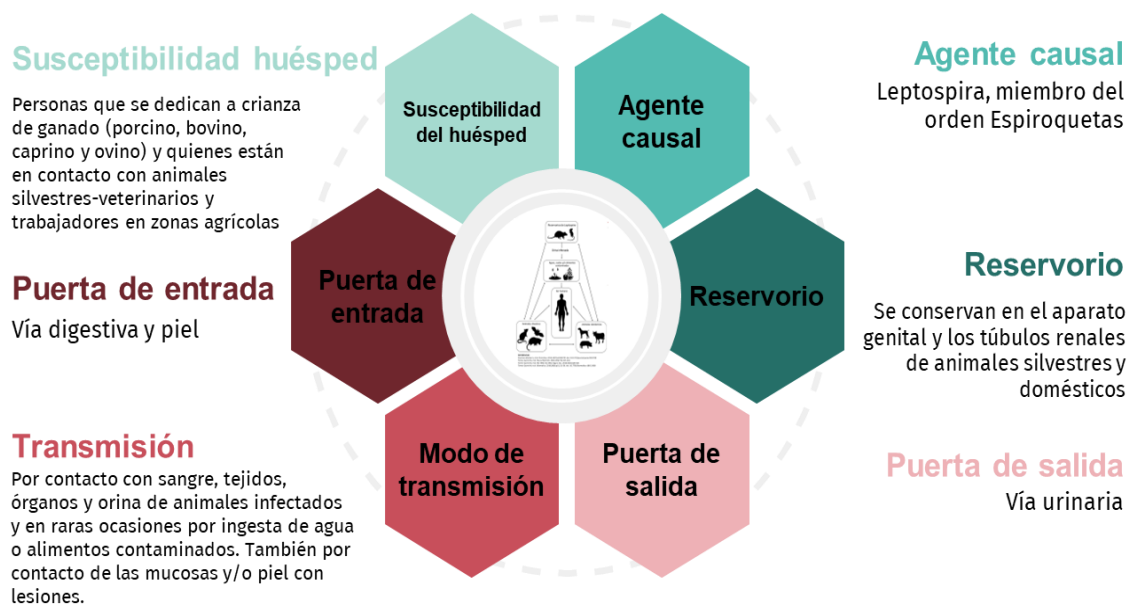 Susceptibilidad huésped
Personas que se dedican a crianza
de ganado (porcino, bovino,
caprino y ovino) y quienes están
en contacto con animales
silvestres-veterinarios y
trabajadores en zonas agrícolas
Puerta de entrada
Vía digestiva y piel
Transmisión
Por contacto con sangre, tejidos,
órganos y orina de animales infectados
y en raras ocasiones por ingesta de agua
o alimentos contaminados. También por
contacto de las mucosas y/o piel con
lesiones.
Susceptibilidad
del huésped
Agente
causal
Puerta de
entrada
Reservorio
Modo de
transmisión
Puerta de
salida
Agente causal
Leptospira, miembro del
orden Espiroquetas
Reservorio
Se conservan en el aparato
genital y los túbulos renales
de animales silvestres y
domésticos
Puerta de salida
Vía urinaria